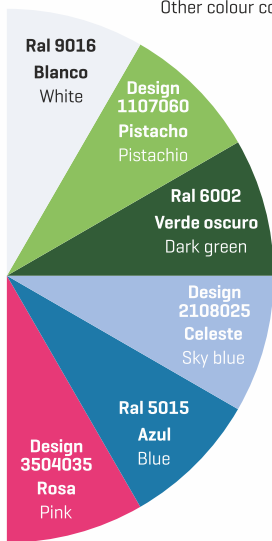 Other colour co
Ral 9016
Blanco
White
Design
1107060
Pistacho
Pistachio
Ral 6002
Verde oscuro
Dark green
Design
2108025
Celeste
Sky blue
Ral 5015
Azul
Blue
Design
3504035
Rosa
Pink